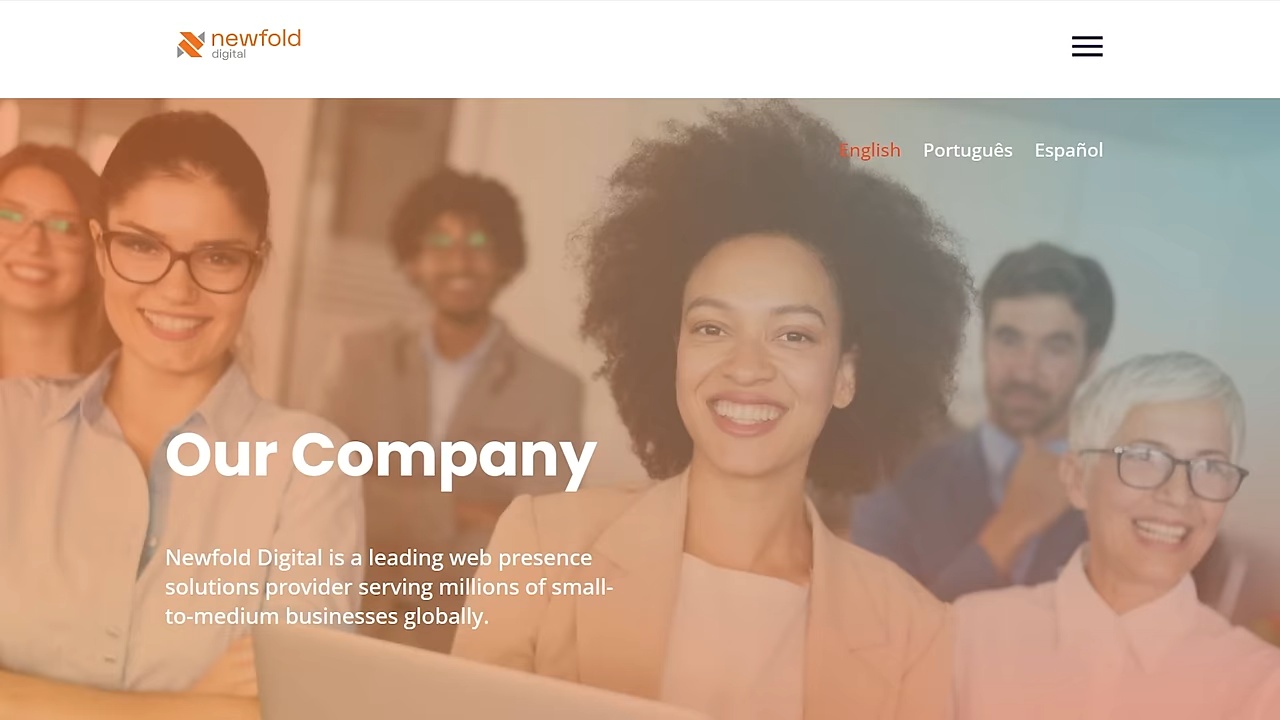 newfold
digital
English Português Español
Our Company
Newfold Digital is a leading web presence
solutions provider serving millions of small-
to-medium businesses globally.